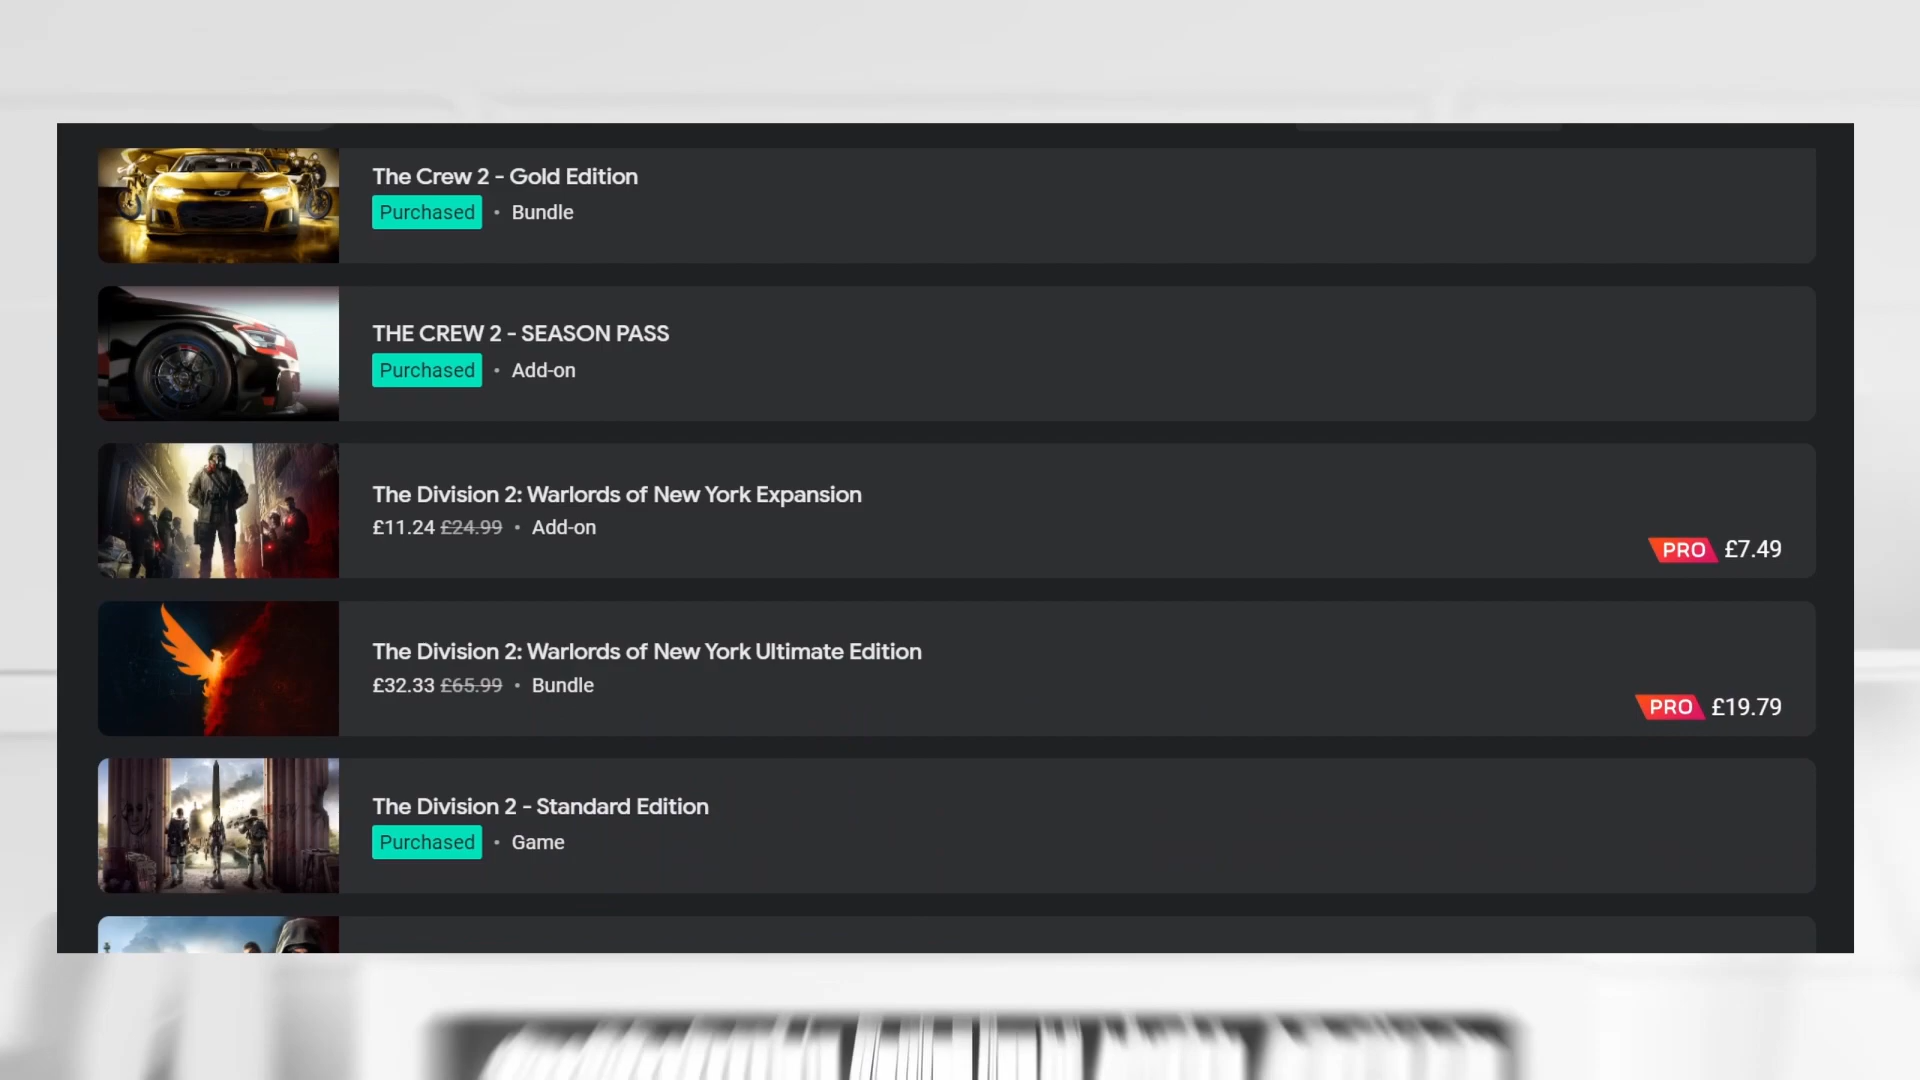 The Crew 2 - Gold Edition
Purchased • Bundle
THE CREW 2 - SEASON PASS
Purchased • Add-on
The Division 2: Warlords of New York Expansion
£11.24 £24.99 • Add-on
PRO £7.49
The Division 2: Warlords of New York Ultimate Edition
£32.33 £65.99 • Bundle
PRO £19.79
The Division 2 - Standard Edition
Purchased • Game